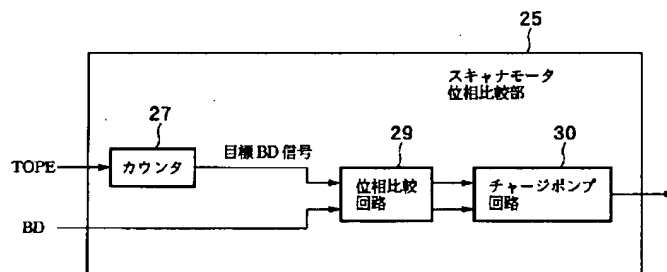 25
スキャナモータ
位相比較部
27
29
30
TOPE
カウンタ
目標BD信号
位相比較
回路
チャージポンプ
回路
BD